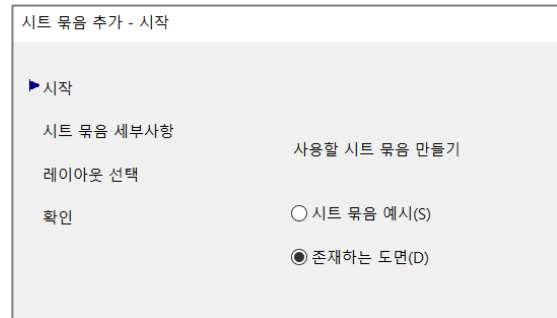 시트 묶음 추가 - 시작
시작
시트 묶음 세부사항
레이아웃 선택
확인
사용할 시트 묶음 만들기
시트 묶음 예시(S)
존재하는 도면(D)